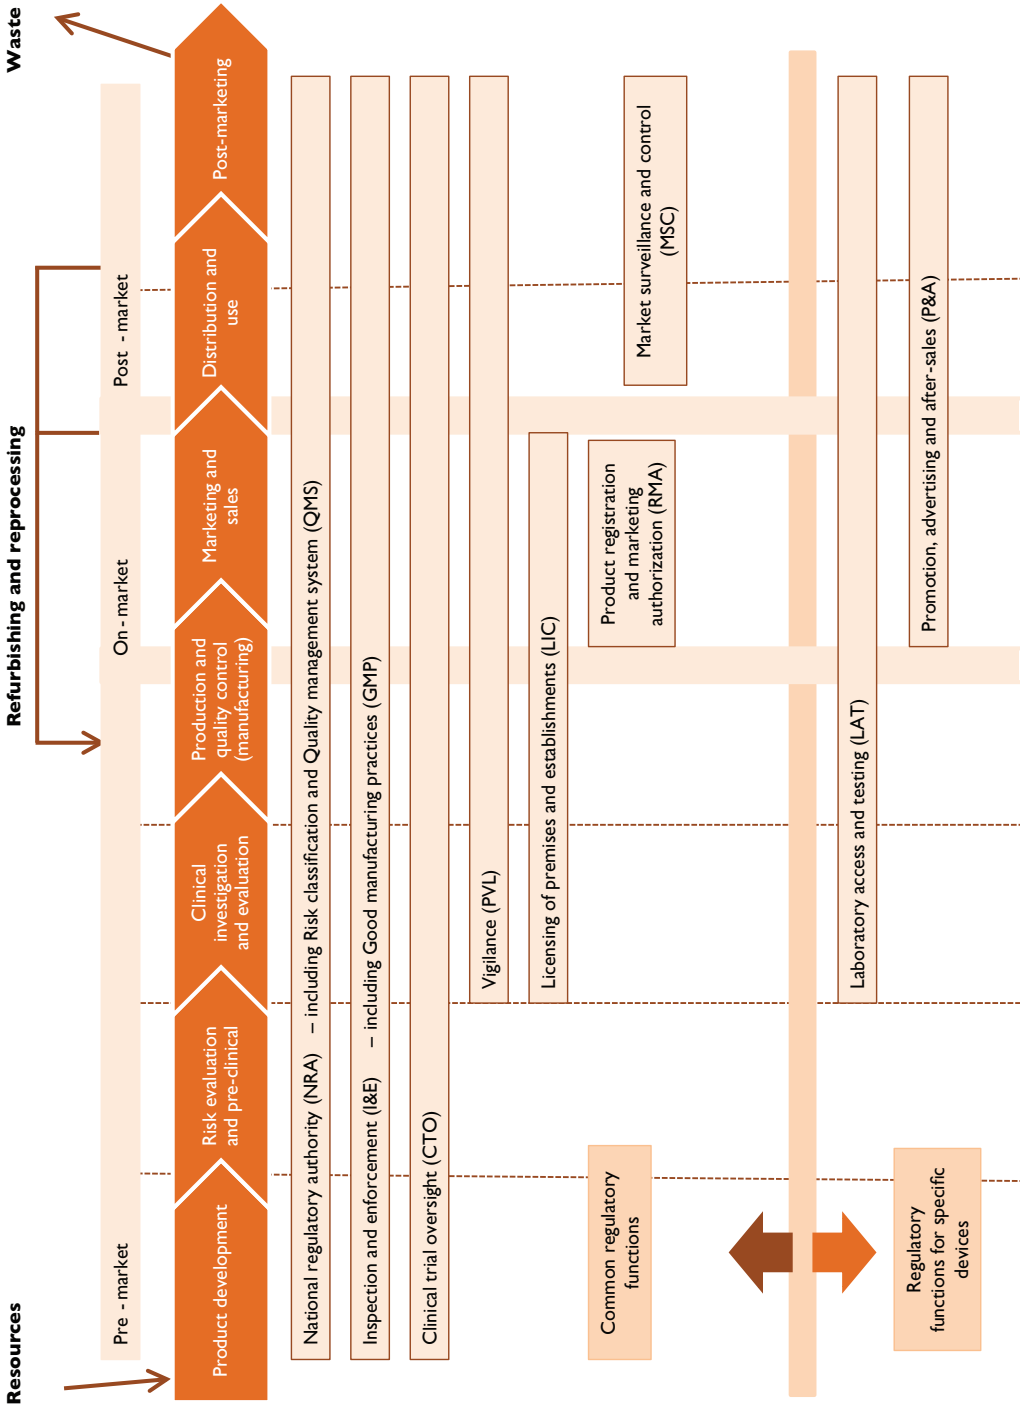 Resources
Refurbishing and reprocessing
Waste
Pre - market
On - market
Post - market
Product development
Risk evaluation
and pre-clinical
Clinical
investigation
and evaluation
Production and
quality control
(manufacturing)
Marketing and
sales
Distribution and
use
Post-marketing
National regulatory authority (NRA) – including Risk classification and Quality management system (QMS)
Inspection and enforcement (I&E) – including Good manufacturing practices (GMP)
Clinical trial oversight (CTO)
Vigilance (PVL)
Licensing of premises and establishments (LIC)
Common regulatory
functions
Product registration
and marketing
authorization (RMA)
Market surveillance and control
(MSC)
Laboratory access and testing (LAT)
Regulatory
functions for specific
devices
Promotion, advertising and after-sales (P&A)